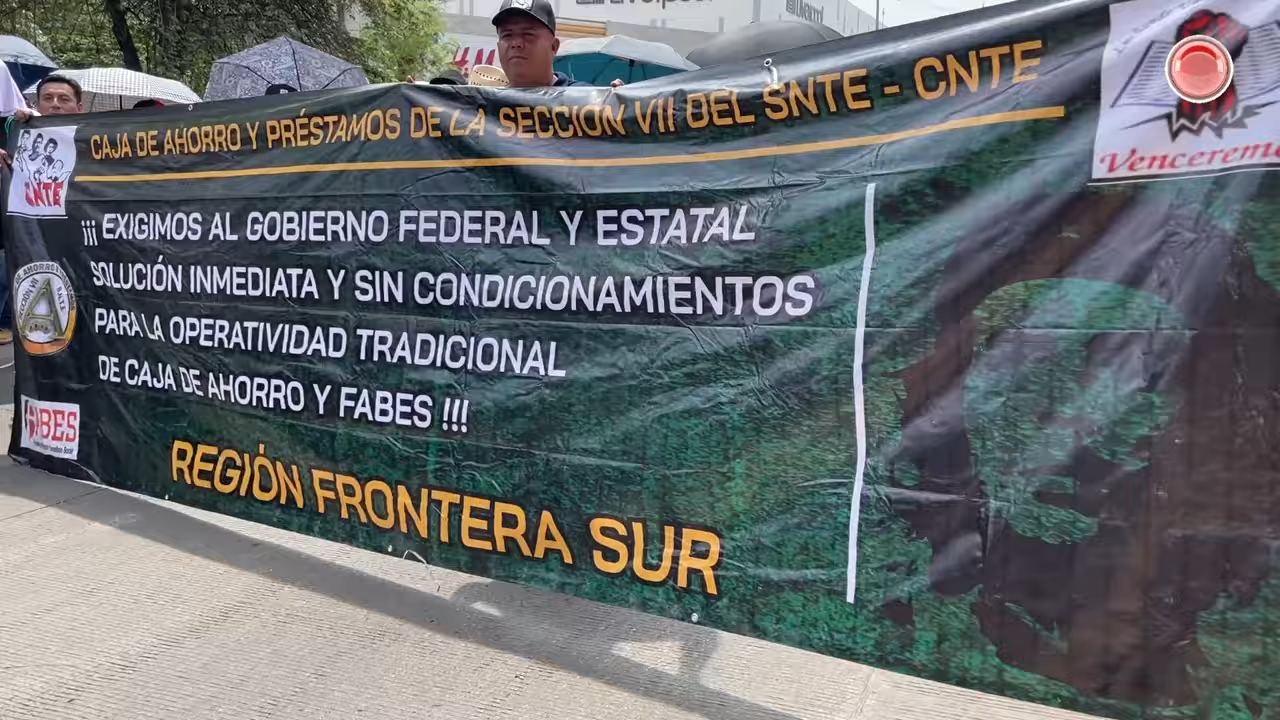 CAJA DE AHORRO Y PRÉSTAMOS DE LA SECCIÓN VII DEL SNTE - CNTE
CNTE
¡¡¡ EXIGIMOS AL GOBIERNO FEDERAL Y ESTATAL
SOLUCIÓN INMEDIATA Y SIN CONDICIONAMIENTOS
PARA LA OPERATIVIDAD TRADICIONAL
DE CAJA DE AHORRO Y FABES !!!
REGIÓN FRONTERA SUR